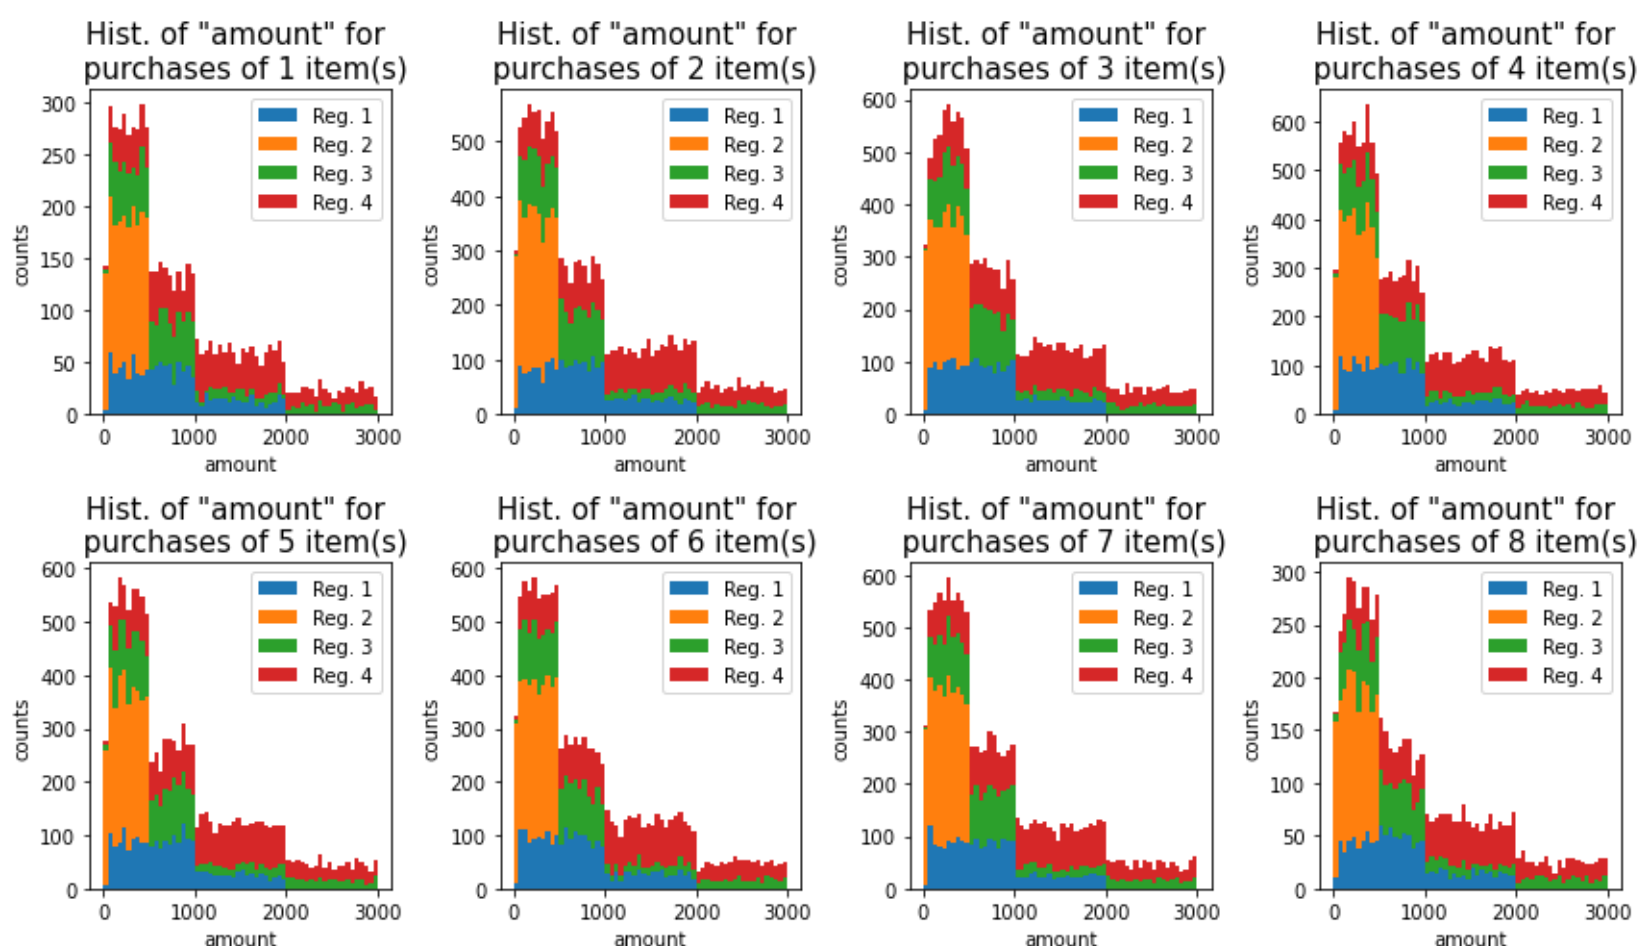 Hist. of "amount" for
purchases of 1 item(s)
300
250
200
150
100
50
0
counts
Reg. 1
Reg. 2
Reg. 3
Reg. 4
0 1000 2000 3000
amount
Hist. of "amount" for
purchases of 2 item(s)
500
400
300
200
100
0
counts
Reg. 1
Reg. 2
Reg. 3
Reg. 4
0 1000 2000 3000
amount
Hist. of "amount" for
purchases of 3 item(s)
600
500
400
300
200
100
0
counts
Reg. 1
Reg. 2
Reg. 3
Reg. 4
0 1000 2000 3000
amount
Hist. of "amount" for
purchases of 4 item(s)
600
500
400
300
200
100
0
counts
Reg. 1
Reg. 2
Reg. 3
Reg. 4
0 1000 2000 3000
amount
Hist. of "amount" for
purchases of 5 item(s)
600
500
400
300
200
100
0
counts
Reg. 1
Reg. 2
Reg. 3
Reg. 4
0 1000 2000 3000
amount
Hist. of "amount" for
purchases of 6 item(s)
600
500
400
300
200
100
0
counts
Reg. 1
Reg. 2
Reg. 3
Reg. 4
0 1000 2000 3000
amount
Hist. of "amount" for
purchases of 7 item(s)
600
500
400
300
200
100
0
counts
Reg. 1
Reg. 2
Reg. 3
Reg. 4
0 1000 2000 3000
amount
Hist. of "amount" for
purchases of 8 item(s)
300
250
200
150
100
50
0
counts
Reg. 1
Reg. 2
Reg. 3
Reg. 4
0 1000 2000 3000
amount